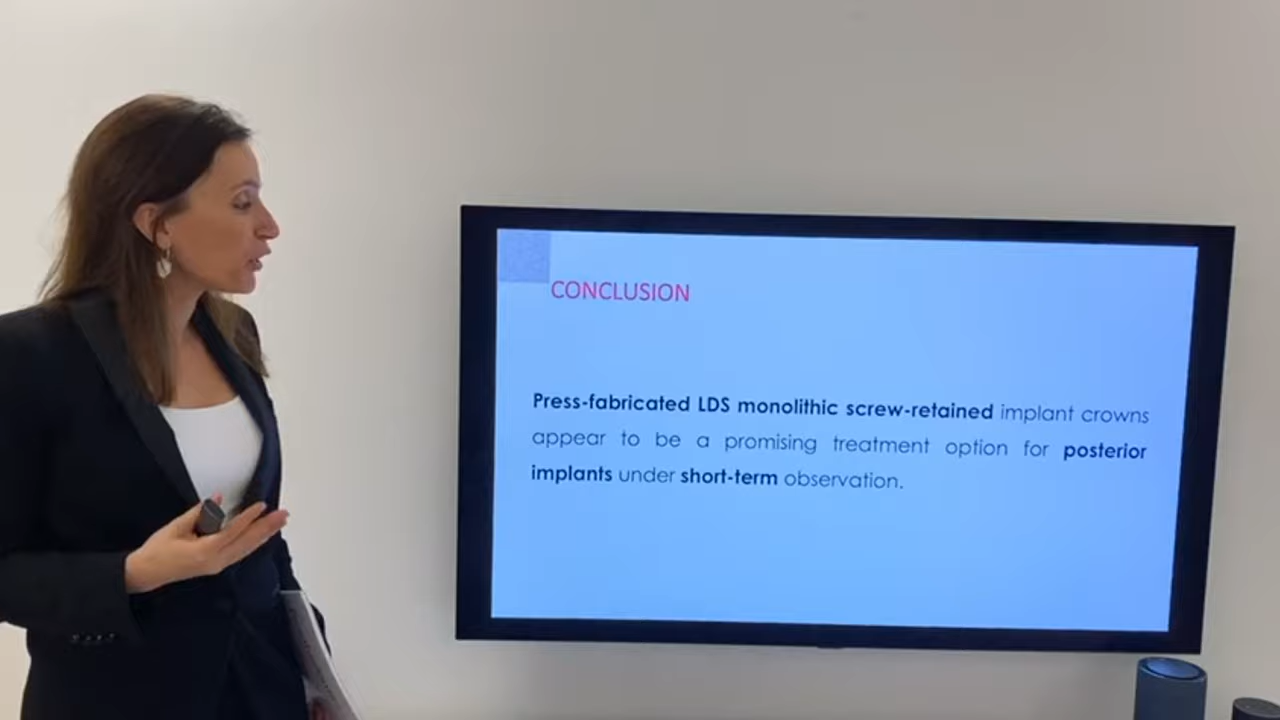 CONCLUSION
Press-fabricated LDS monolithic screw-retained implant crowns
appear to be a promising treatment option for posterior
implants under short-term observation.